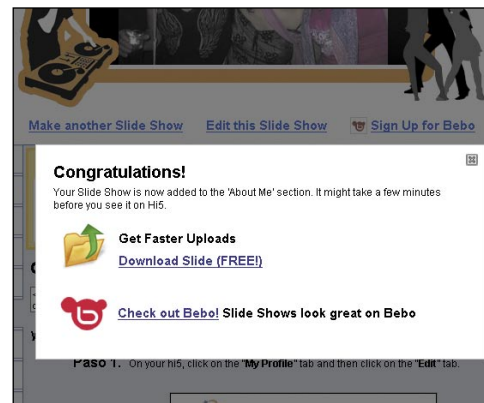 Make another Slide Show Edit this Slide Show Sign Up for Bebo
Congratulations!
Your Slide Show is now added to the 'About Me' section. It might take a few minutes
before you see it on Hi5.
Get Faster Uploads
Download Slide (FREE!)
Check out Bebo! Slide Shows look great on Bebo
Paso 1. On your hi5, click on the "My Profile" tab and then click on the "Edit" tab.